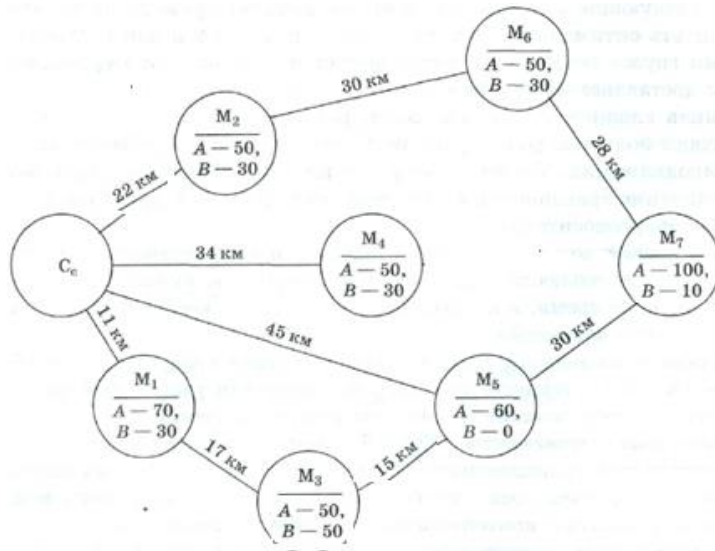 M₆
A — 50,
B — 30
30 км
M₂
A — 50,
B — 30
28 км
22 км
Cc
34 км
M₄
A — 50,
B — 30
M₇
A — 100,
B — 10
11 км
45 км
30 км
M₁
A — 70,
B — 30
M₅
A — 60,
B — 0
17 км
15 км
M₃
A — 50,
B — 50